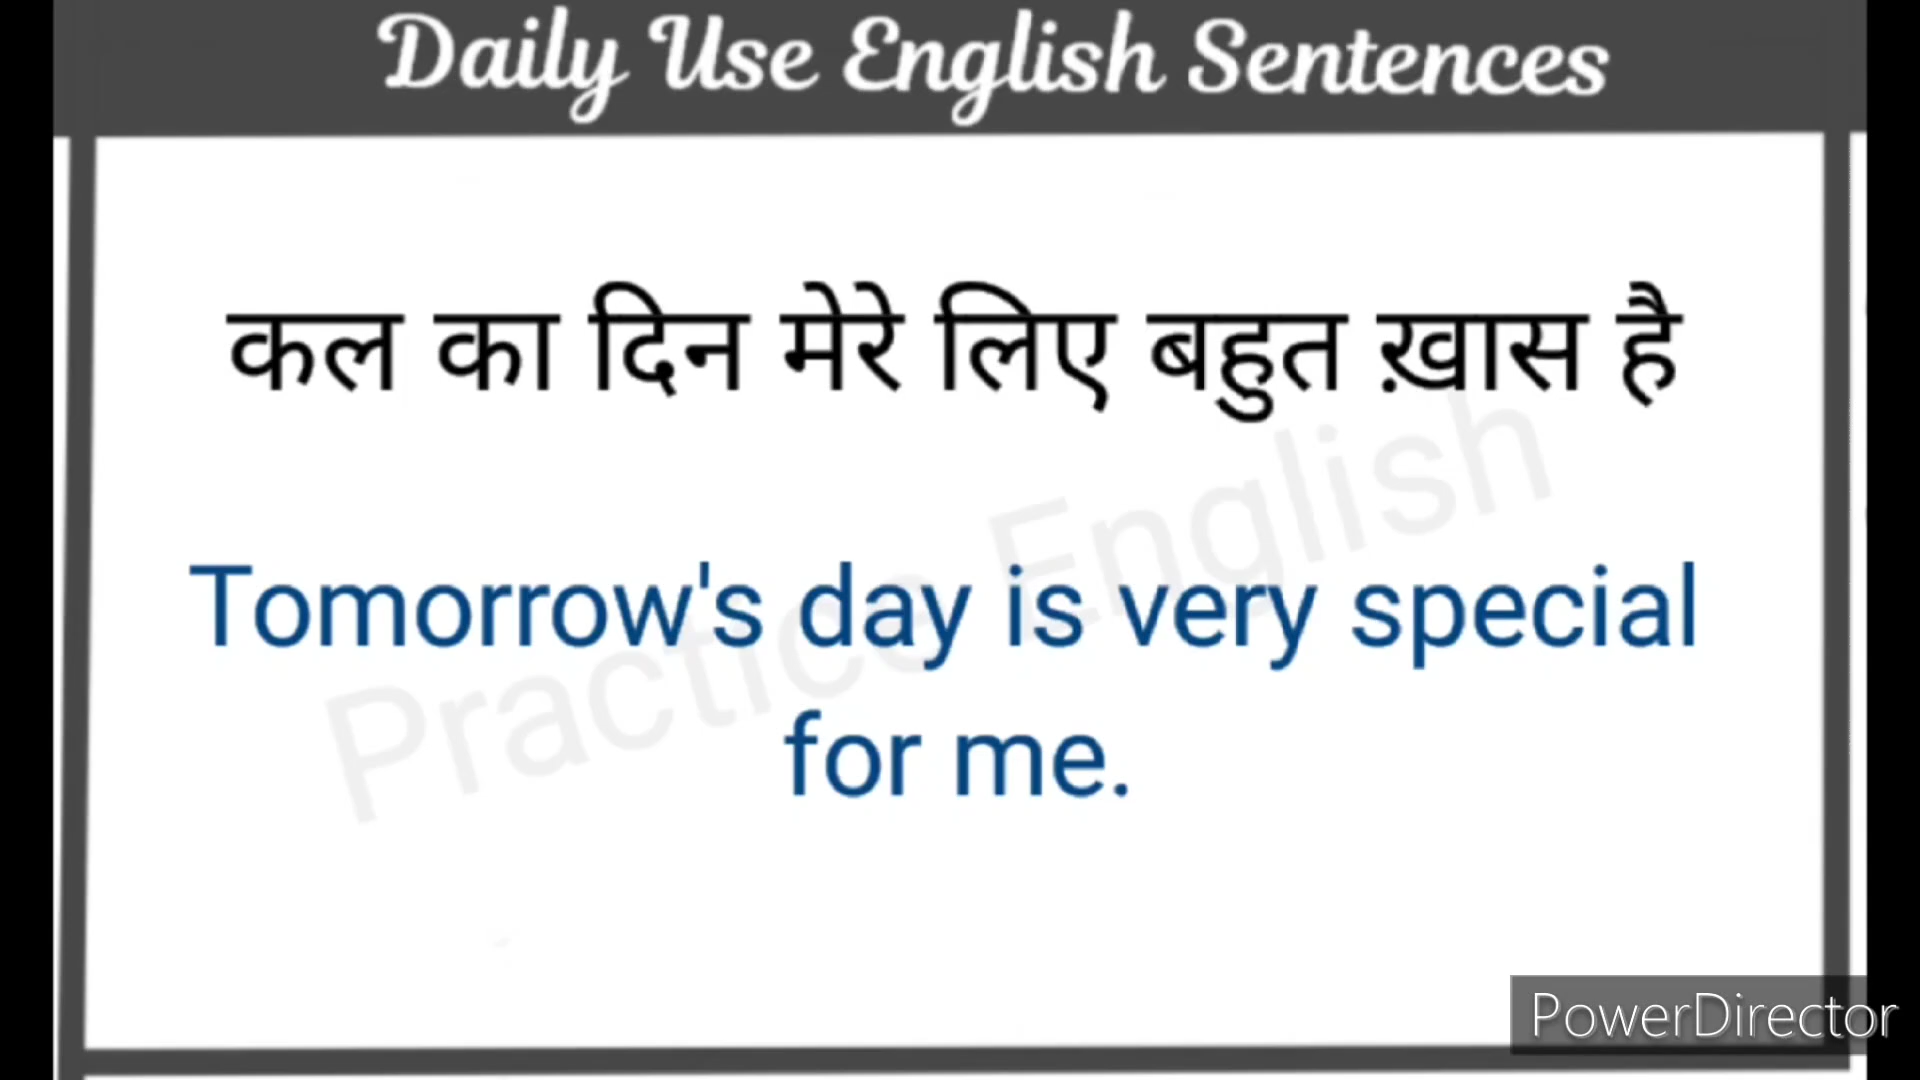 Daily Use English Sentences
कल का दिन मेरे लिए बहुत ख़ास है
Tomorrow's day is very special
for me.
Practice English
PowerDirector